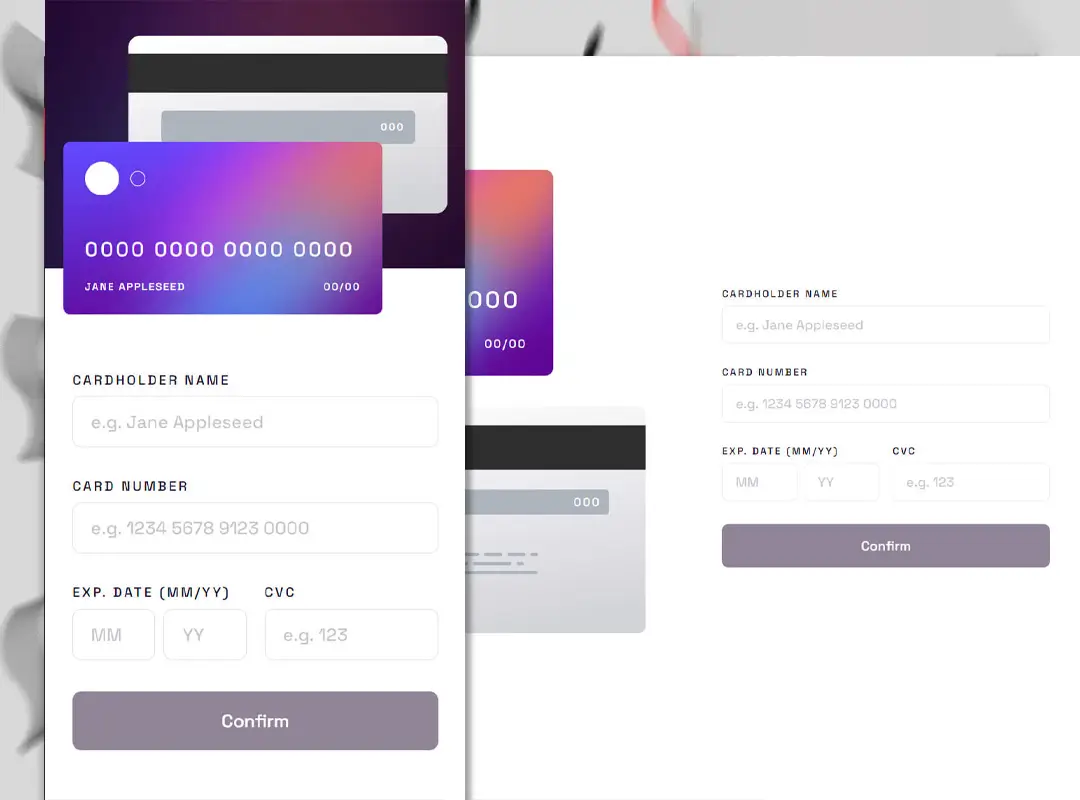 000
0000 0000 0000 0000
JANE APPLESEED 00/00
CARDHOLDER NAME
e.g. Jane Appleseed
CARD NUMBER
e.g. 1234 5678 9123 0000
EXP. DATE (MM/YY) CVC
MM YY e.g. 123
Confirm
000
00/00
000
CARDHOLDER NAME
e.g. Jane Appleseed
CARD NUMBER
e.g. 1234 5678 9123 0000
EXP. DATE (MM/YY) CVC
MM YY e.g. 123
Confirm